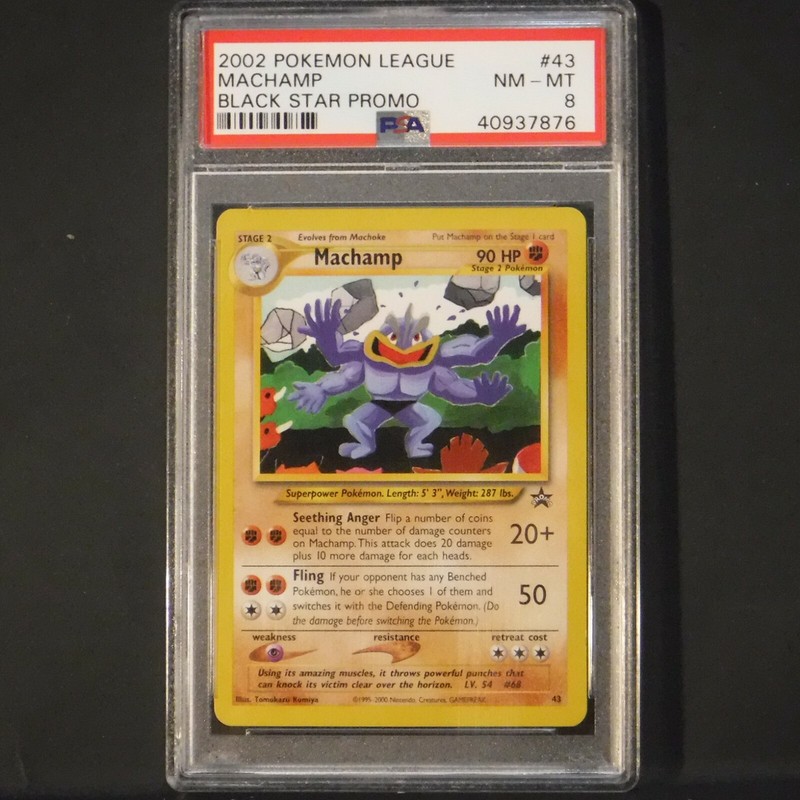 2002 POKEMON LEAGUE #43
MACHAMP NM - MT
BLACK STAR PROMO 8
PSA 40937876
STAGE 2 Evolves from Machoke Put Machamp on the Stage 1 card
Machamp 90 HP
Stage 2 Pokémon
Superpower Pokémon. Length: 5' 3", Weight: 287 lbs.
PROMO
Seething Anger Flip a number of coins
equal to the number of damage counters
on Machamp. This attack does 20 damage
plus 10 more damage for each heads.
20+
Fling If your opponent has any Benched
Pokémon, he or she chooses 1 of them and
switches it with the Defending Pokémon. (Do
the damage before switching the Pokémon.)
50
weakness resistance retreat cost
Using its amazing muscles, it throws powerful punches that
can knock its victim clear over the horizon. LV. 54 #68
Illus. Tomokazu Komiya ©1995-2000 Nintendo, Creatures, GAMEFREAK. 43